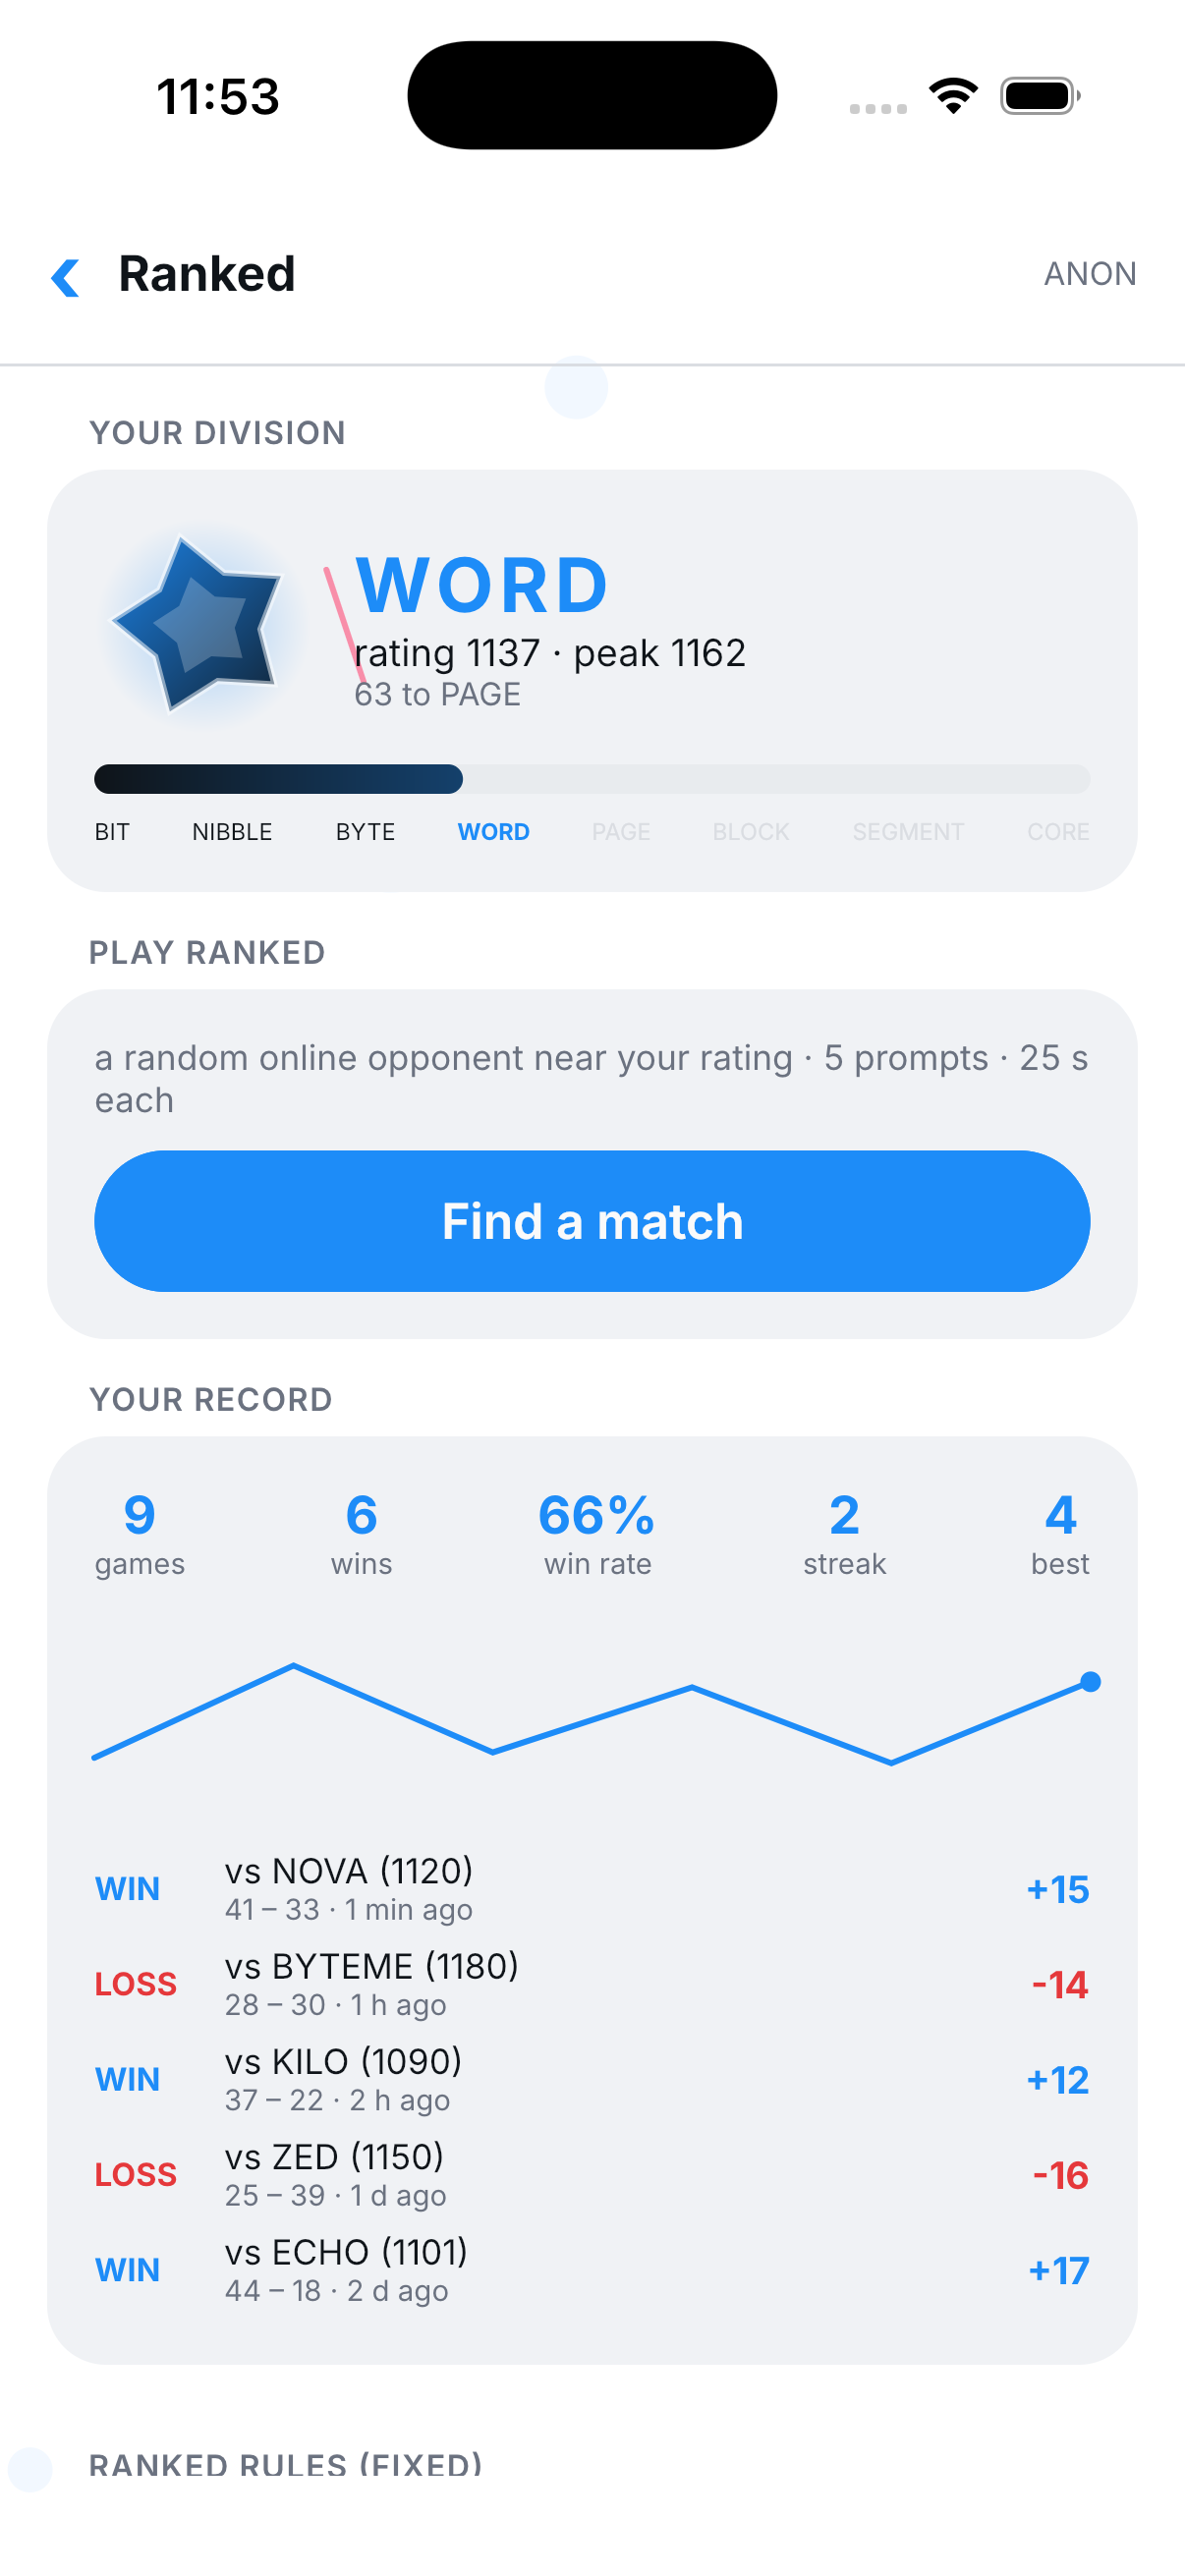 11:53
Ranked
ANON
YOUR DIVISION
WORD
rating 1137 · peak 1162
63 to PAGE
BIT NIBBLE BYTE WORD PAGE BLOCK SEGMENT CORE
PLAY RANKED
a random online opponent near your rating · 5 prompts · 25 s
each
Find a match
YOUR RECORD
9 6 66% 2 4
games wins win rate streak best
WIN vs NOVA (1120) +15
41 – 33 · 1 min ago
LOSS vs BYTEME (1180) -14
28 – 30 · 1 h ago
WIN vs KILO (1090) +12
37 – 22 · 2 h ago
LOSS vs ZED (1150) -16
25 – 39 · 1 d ago
WIN vs ECHO (1101) +17
44 – 18 · 2 d ago
RANKED RULES (FIXED)